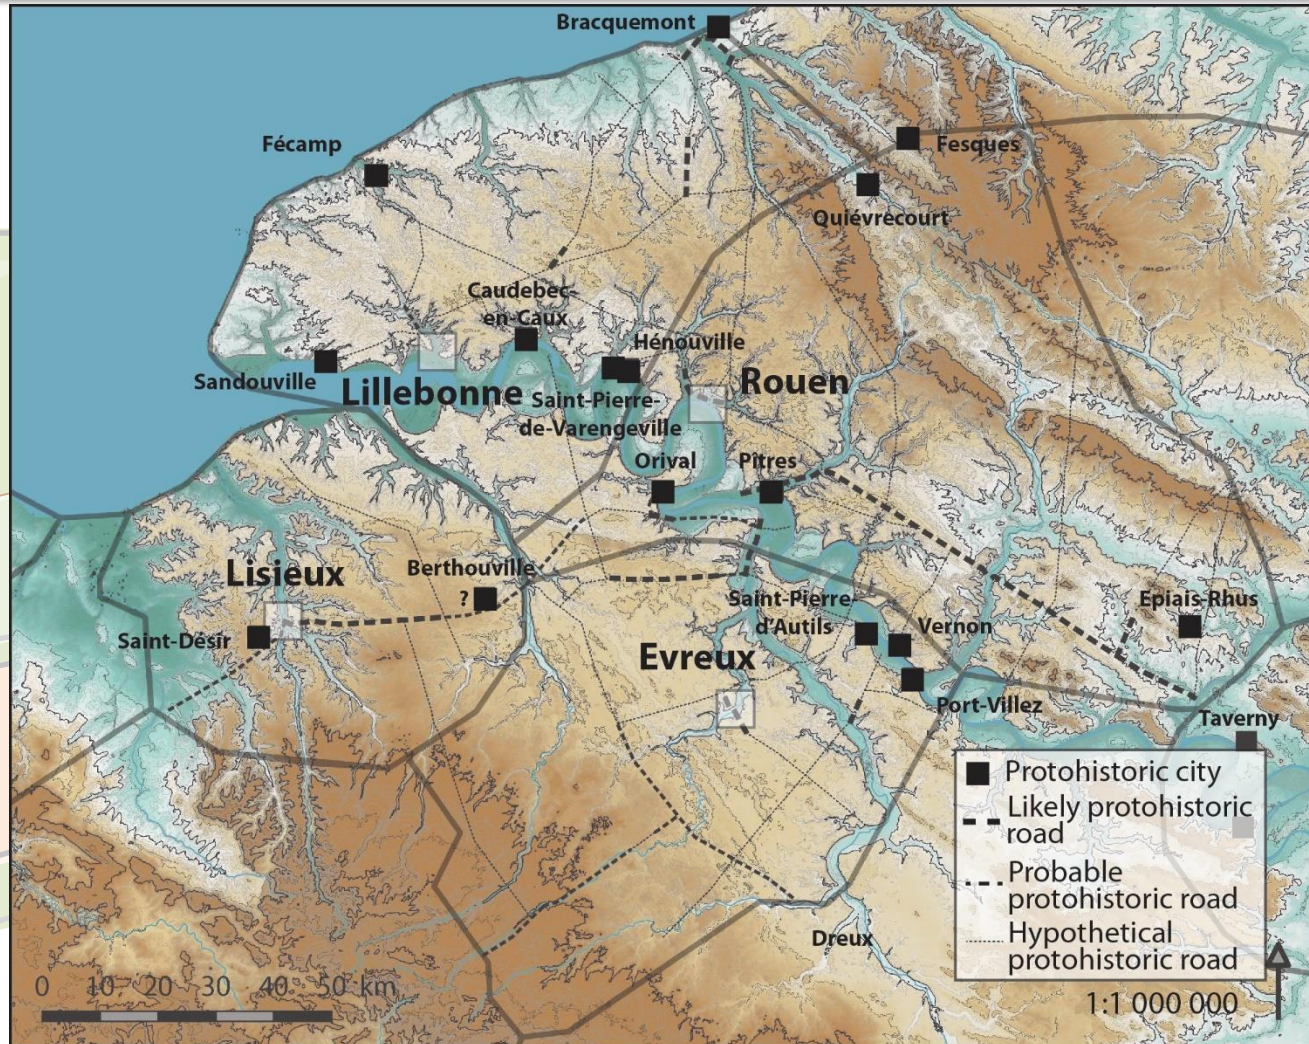 Bracquemont
Fécamp
Fesques
Quiévrecourt
Caudebec-
en-Caux
Hénouville
Sandouville
Lillebonne
Saint-Pierre-
de-Varengeville
Rouen
Orival
Pitres
Lisieux
Berthouville
?
Saint-Désir
Saint-Pierre-
d'Autils
Vernon
Epiais-Rhus
Evreux
Port-Villez
Taverny
Dreux
Protohistoric city
Likely protohistoric
road
Probable
protohistoric road
Hypothetical
protohistoric road
0 10 20 30 40 50 km
1:1 000 000